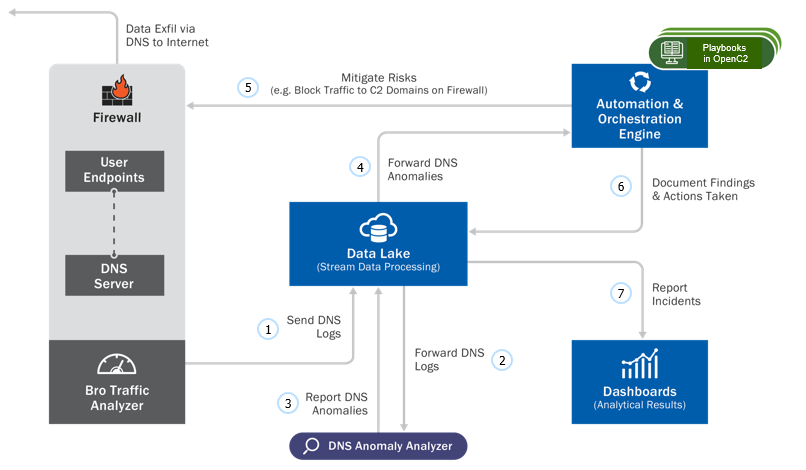 Data Exfil via
DNS to Internet
Playbooks
in OpenC2
5
Mitigate Risks
(e.g. Block Traffic to C2 Domains on Firewall)
Automation &
Orchestration
Engine
Firewall
User
Endpoints
4
Forward DNS
Anomalies
6
Document Findings
& Actions Taken
Data Lake
(Stream Data Processing)
DNS
Server
7
Report
Incidents
1
Send DNS
Logs
Forward DNS
Logs
2
Bro Traffic
Analyzer
3
Report DNS
Anomalies
Dashboards
(Analytical Results)
DNS Anomaly Analyzer